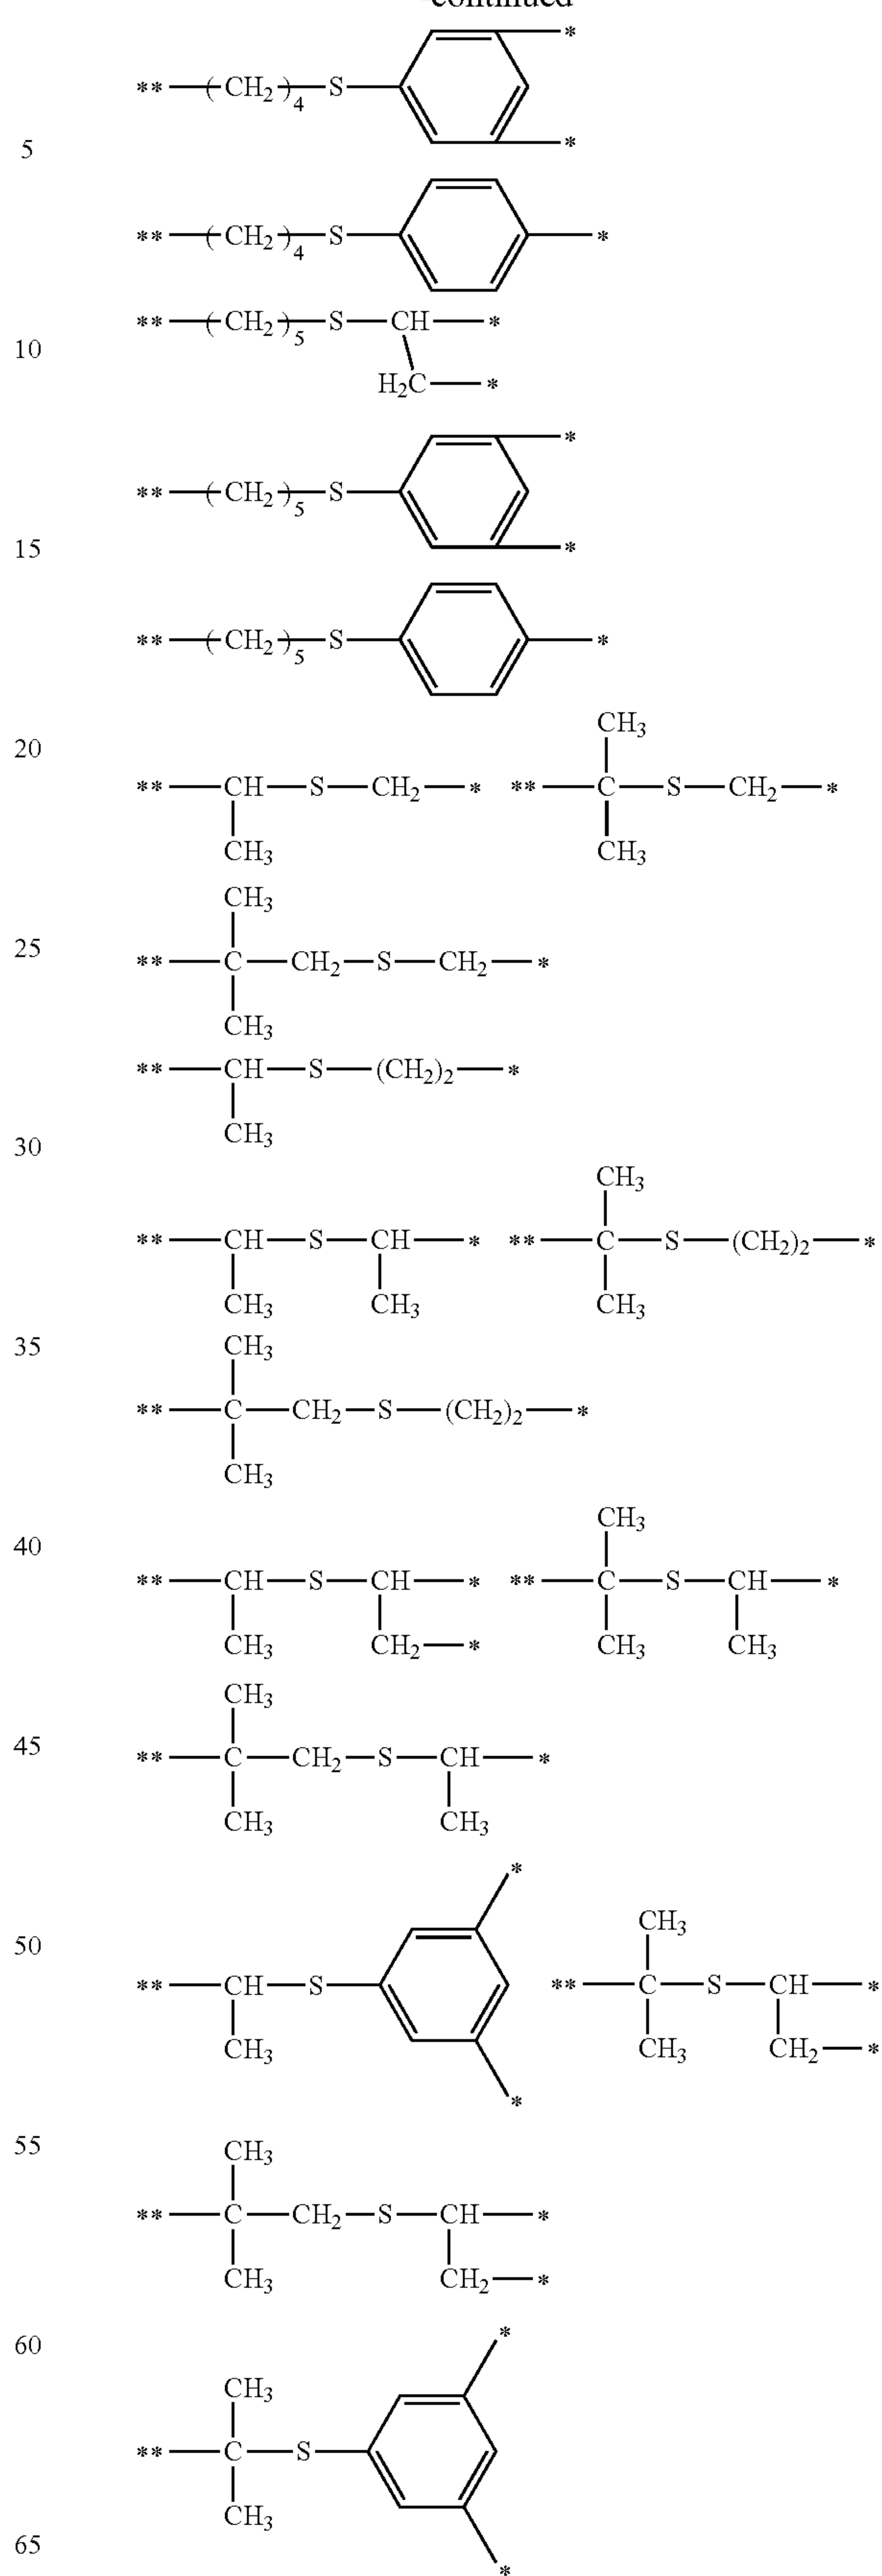 -continued
*
** (CH₂)₄ S
*
5
** (CH₂)₄ S *
** (CH₂)₅ S CH *
10
H₂C *
*
** (CH₂)₅ S
15
*
** (CH₂)₅ S *
CH₃
20
** CH S CH₂ * ** C S CH₂ *
CH₃ CH₃
CH₃
25
** C CH₂ S CH₂ *
CH₃
** CH S (CH₂)₂ *
CH₃
30
CH₃
** CH S CH * ** C S (CH₂)₂ *
CH₃ CH₃ CH₃
35
CH₃
** C CH₂ S (CH₂)₂ *
CH₃
CH₃
40
** CH S CH * ** C S CH *
CH₃ CH₂ * CH₃ CH₃
CH₃
45
** C CH₂ S CH *
CH₃ CH₃
*
CH₃
50
** CH S ** C S CH *
CH₃ CH₃ CH₂ *
*
55
CH₃
** C CH₂ S CH *
CH₃ CH₂ *
*
60
CH₃
** C S
CH₃
65
*